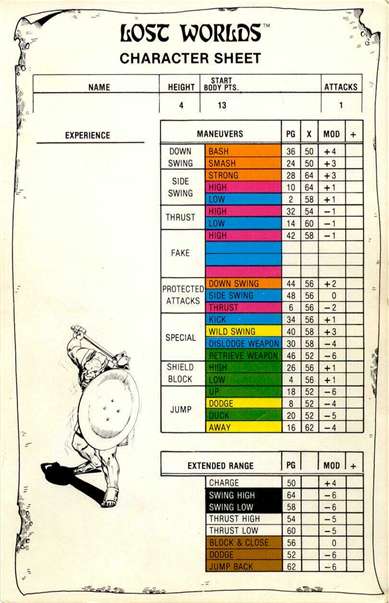 LOST WORLDS™
CHARACTER SHEET
NAME HEIGHT START BODY PTS. ATTACKS
4 13 1
EXPERIENCE
MANEUVERS PG X MOD +
DOWN SWING
BASH 36 50 +4
SMASH 24 50 +3
SIDE SWING
STRONG 28 64 +3
HIGH 10 64 +1
LOW 2 58 +1
THRUST
HIGH 32 54 −1
LOW 14 60 −1
FAKE
HIGH 42 58 −1
PROTECTED ATTACKS
DOWN SWING 44 56 +2
SIDE SWING 48 56 0
THRUST 6 56 −2
SPECIAL
KICK 34 56 +1
WILD SWING 40 58 +3
DISLODGE WEAPON 30 58 −4
RETRIEVE WEAPON 46 52 −6
SHIELD BLOCK
HIGH 26 56 +1
LOW 4 56 +1
JUMP
UP 18 52 −6
DODGE 8 52 −4
DUCK 20 52 −5
AWAY 16 62 −4
EXTENDED RANGE PG MOD +
CHARGE 50 +4
SWING HIGH 64 −6
SWING LOW 58 −6
THRUST HIGH 54 −5
THRUST LOW 60 −5
BLOCK & CLOSE 56 0
DODGE 52 −6
JUMP BACK 62 −6